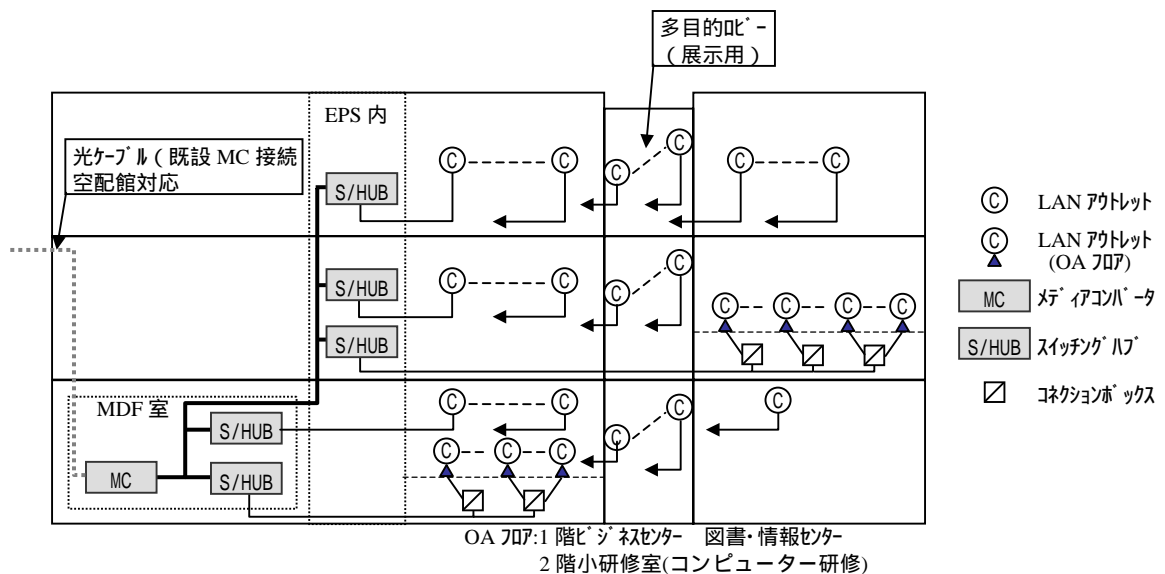 多目的ﾛﾋﾞｰ
(展示用)
EPS 内
光ｹｰﾌﾞﾙ(既設 MC 接続
空配館対応
S/HUB
C
C
C
C
C
C
S/HUB
C
C
C
C
S/HUB
C
C
C
C
MDF 室
S/HUB
C
C
C
C
C
MC
S/HUB
C
C
C
OA ﾌﾛｱ:1 階ﾋﾞｼﾞﾈｽｾﾝﾀｰ 図書・情報ｾﾝﾀｰ
2 階小研修室(コンピューター研修)
C LAN ｱｳﾄﾚｯﾄ
C LAN ｱｳﾄﾚｯﾄ
(OA ﾌﾛｱ)
MC ﾒﾃﾞｨｱｺﾝﾊﾞｰﾀ
S/HUB ｽｲｯﾁﾝｸﾞﾊﾌﾞ
ｺﾈｸｼｮﾝﾎﾞｯｸｽ